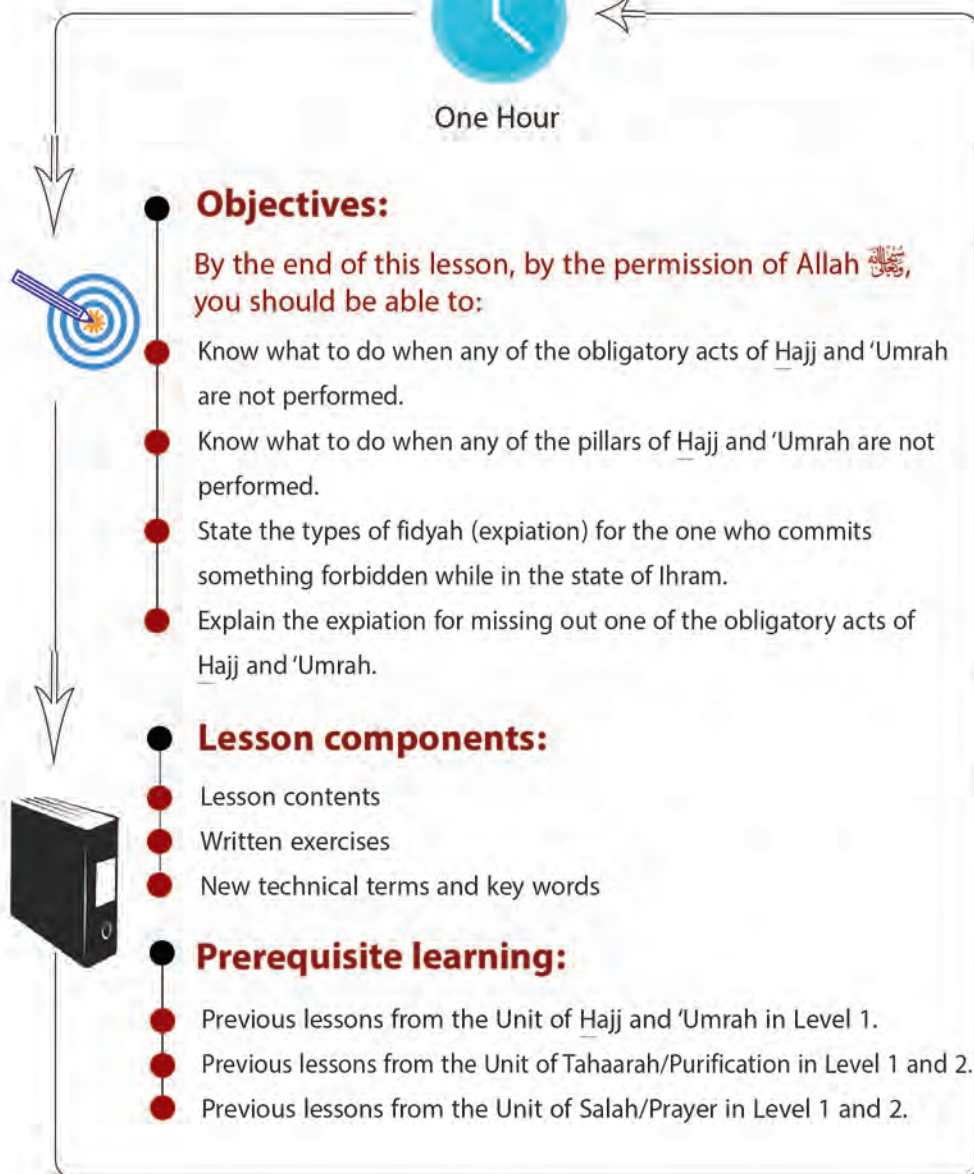 One Hour
Objectives:
By the end of this lesson, by the permission of Allah ﷾,
you should be able to:
Know what to do when any of the obligatory acts of Hajj and ‘Umrah
are not performed.
Know what to do when any of the pillars of Hajj and ‘Umrah are not
performed.
State the types of fidyah (expiation) for the one who commits
something forbidden while in the state of Ihram.
Explain the expiation for missing out one of the obligatory acts of
Hajj and ‘Umrah.
Lesson components:
Lesson contents
Written exercises
New technical terms and key words
Prerequisite learning:
Previous lessons from the Unit of Hajj and ‘Umrah in Level 1.
Previous lessons from the Unit of Tahaarah/Purification in Level 1 and 2.
Previous lessons from the Unit of Salah/Prayer in Level 1 and 2.